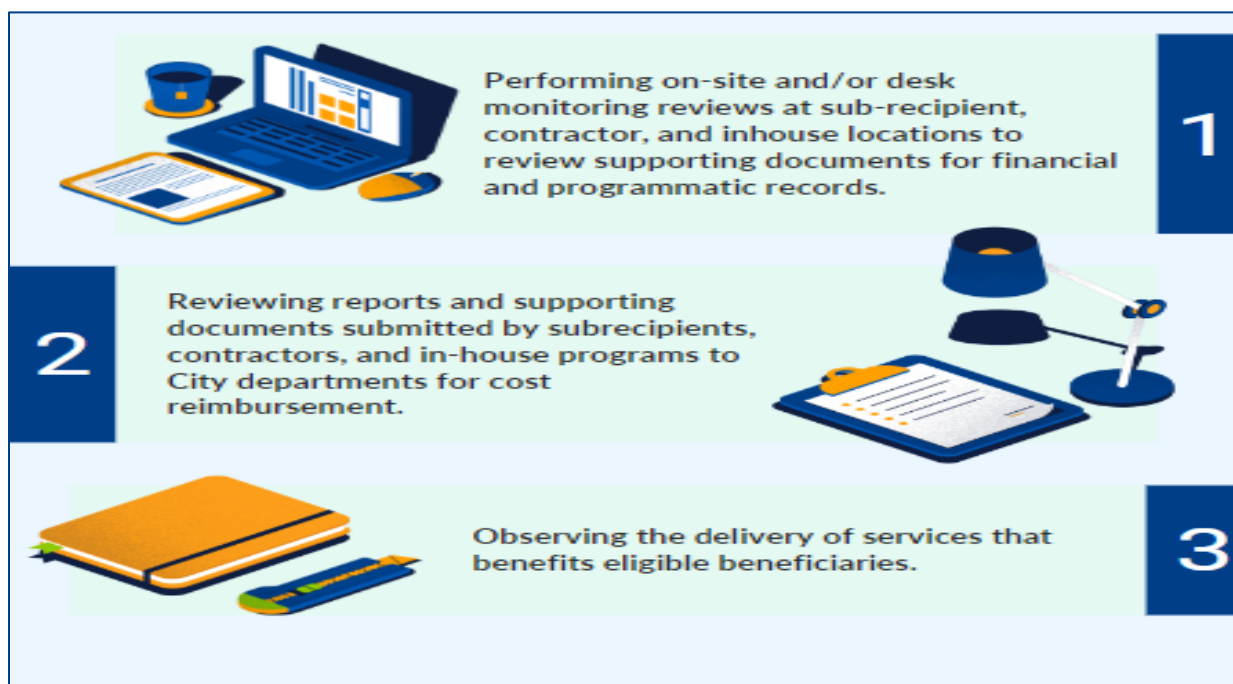 Performing on-site and/or desk
monitoring reviews at sub-recipient,
contractor, and inhouse locations to
review supporting documents for financial
and programmatic records.
1
2
Reviewing reports and supporting
documents submitted by subrecipients,
contractors, and in-house programs to
City departments for cost
reimbursement.
Observing the delivery of services that
benefits eligible beneficiaries.
3